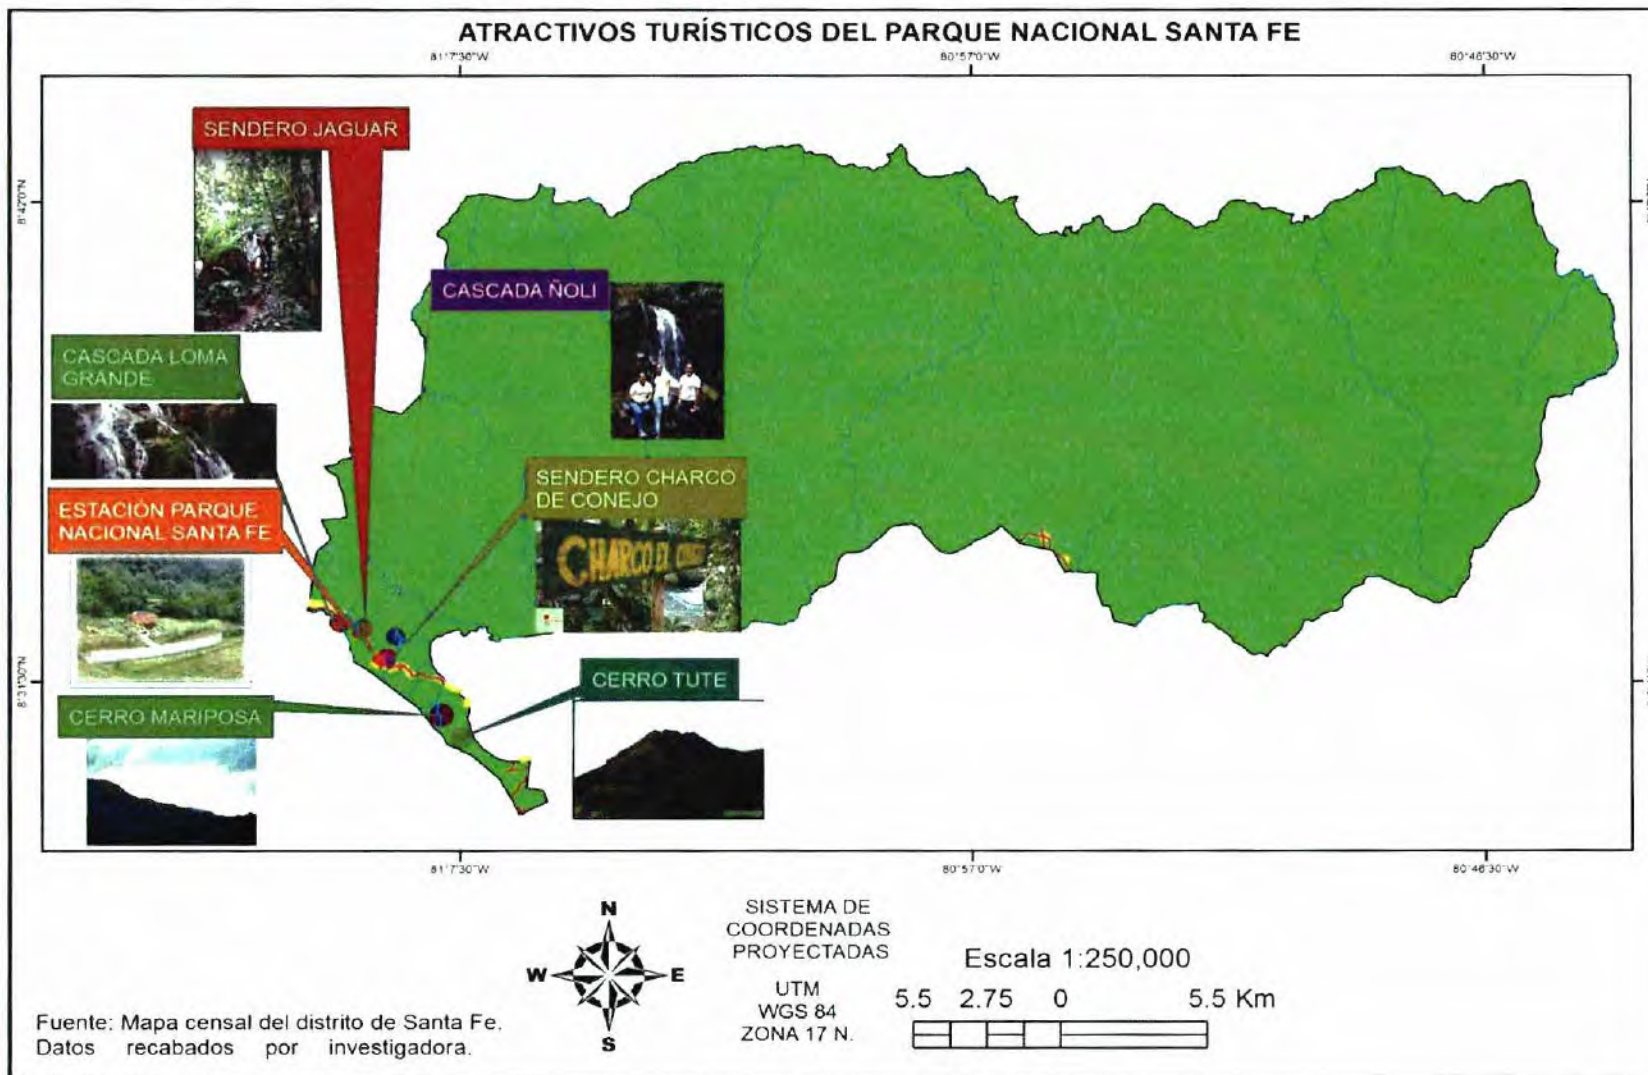 ATRACTIVOS TURÍSTICOS DEL PARQUE NACIONAL SANTA FE
81°7'30"W
80°57'0"W
80°46'30"W
8°42'0"N
SENDERO JAGUAR
CASCADA ÑOLI
CASCADA LOMA
GRANDE
ESTACIÓN PARQUE
NACIONAL SANTA FE
SENDERO CHARCO
DE CONEJO
CHARCO
8°31'30"N
CERRO TUTE
CERRO MARIPOSA
81°7'30"W
80°57'0"W
80°46'30"W
N
W
E
S
SISTEMA DE
COORDENADAS
PROYECTADAS
UTM
WGS 84
ZONA 17 N.
Escala 1:250,000
5.5 2.75 0 5.5 Km
Fuente: Mapa censal del distrito de Santa Fe.
Datos recabados por investigadora.